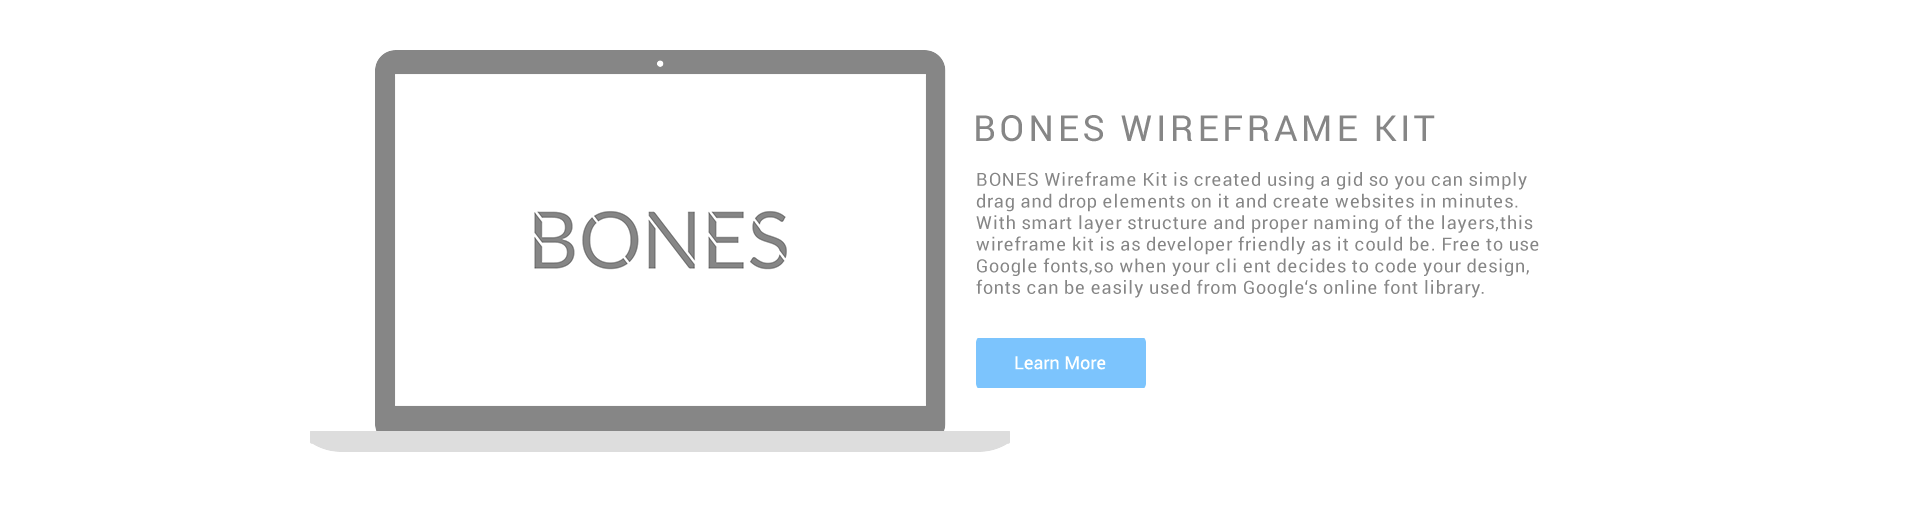 BONES
BONES WIREFRAME KIT
BONES Wireframe Kit is created using a gid so you can simply
drag and drop elements on it and create websites in minutes.
With smart layer structure and proper naming of the layers,this
wireframe kit is as developer friendly as it could be. Free to use
Google fonts,so when your cli ent decides to code your design,
fonts can be easily used from Google‘s online font library.
Learn More